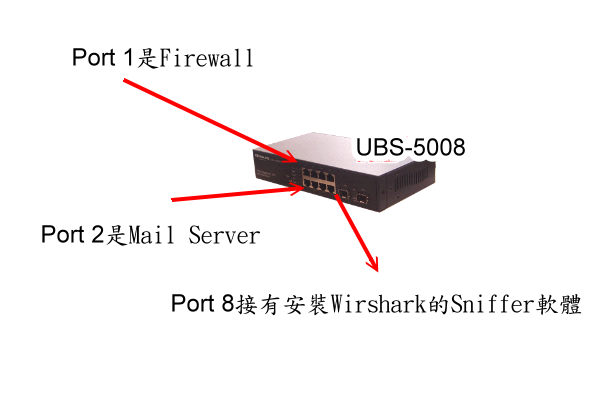 Port 1是Firewall
UBS-5008
Port 2是Mail Server
Port 8接有安裝Wirshark的Sniffer軟體